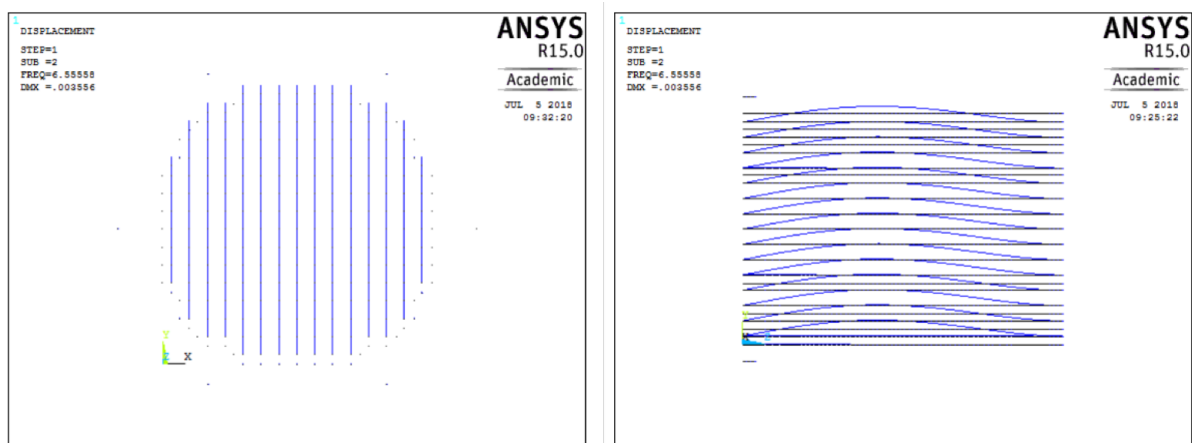 1
DISPLACEMENT
STEP=1
SUB =2
FREQ=6.55558
DMX =.003556
ANSYS
R15.0
Academic
JUL 5 2018
09:32:20
Y
Z X
1
DISPLACEMENT
STEP=1
SUB =2
FREQ=6.55558
DMX =.003556
ANSYS
R15.0
Academic
JUL 5 2018
09:25:22